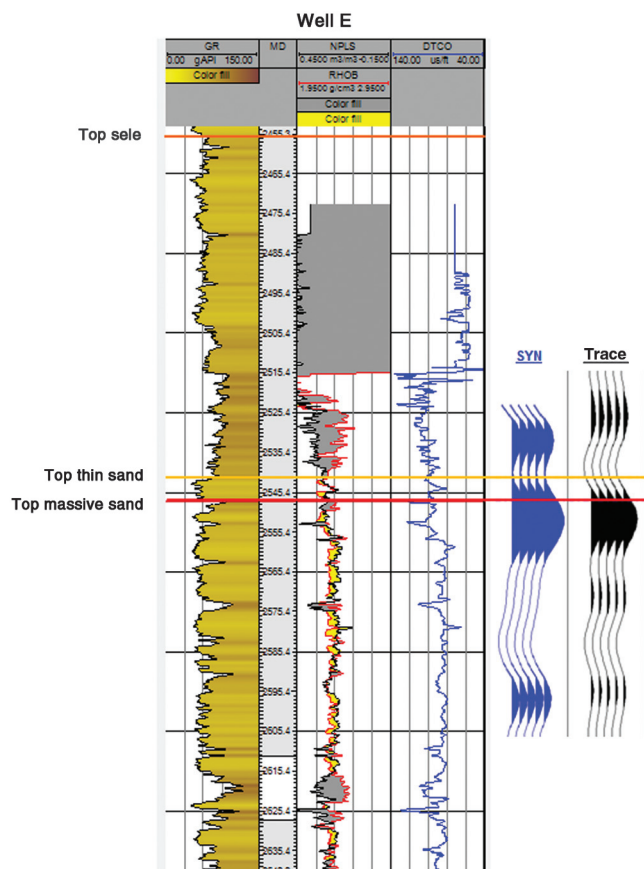 Well E
GR MD NPLS DTCO
0.00 gAPI 150.00 0.4500 m3/m3 -0.1500 140.00 us/ft 40.00
Color fill RHOB
1.9500 g/cm3 2.9500
Color fill
Color fill
Top sele
2455.3
2465.4
2475.4
2485.4
2495.4
2505.4
SYN Trace
2515.4
2525.4
2535.4
Top thin sand
2545.4
Top massive sand
2555.4
2565.4
2575.4
2585.4
2595.4
2605.4
2615.4
2625.4
2635.4